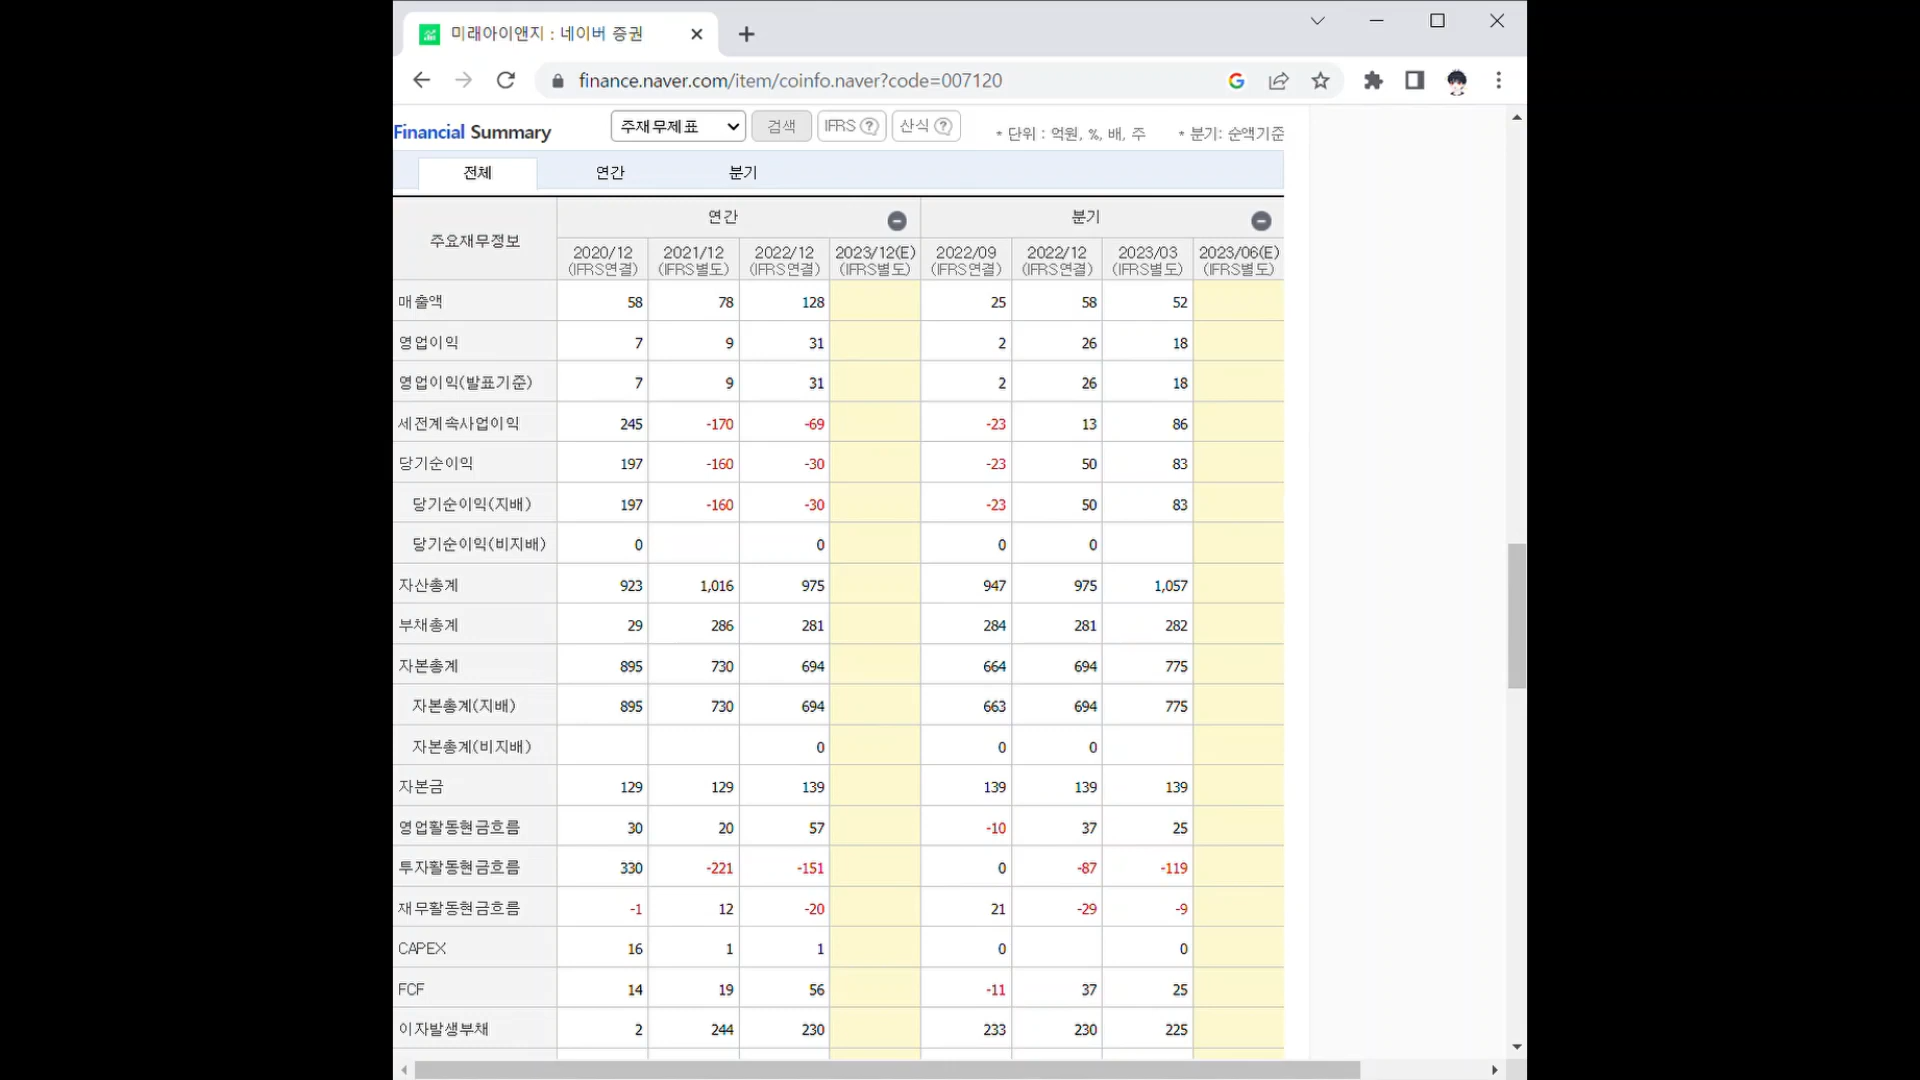 미래아이앤지 : 네이버 증권
finance.naver.com/item/coinfo.naver?code=007120
Financial Summary 주재무제표 검색 IFRS ? 산식 ? * 단위 : 억원, %, 배, 주 * 분기: 순액기준
전체 연간 분기
주요재무정보 연간 분기
2020/12 2021/12 2022/12 2023/12(E) 2022/09 2022/12 2023/03 2023/06(E)
(IFRS연결) (IFRS별도) (IFRS연결) (IFRS별도) (IFRS연결) (IFRS연결) (IFRS별도) (IFRS별도)
매출액 58 78 128 25 58 52
영업이익 7 9 31 2 26 18
영업이익(발표기준) 7 9 31 2 26 18
세전계속사업이익 245 -170 -69 -23 13 86
당기순이익 197 -160 -30 -23 50 83
당기순이익(지배) 197 -160 -30 -23 50 83
당기순이익(비지배) 0 0 0 0
자산총계 923 1,016 975 947 975 1,057
부채총계 29 286 281 284 281 282
자본총계 895 730 694 664 694 775
자본총계(지배) 895 730 694 663 694 775
자본총계(비지배) 0 0 0
자본금 129 129 139 139 139 139
영업활동현금흐름 30 20 57 -10 37 25
투자활동현금흐름 330 -221 -151 0 -87 -119
재무활동현금흐름 -1 12 -20 21 -29 -9
CAPEX 16 1 1 0 0
FCF 14 19 56 -11 37 25
이자발생부채 2 244 230 233 230 225